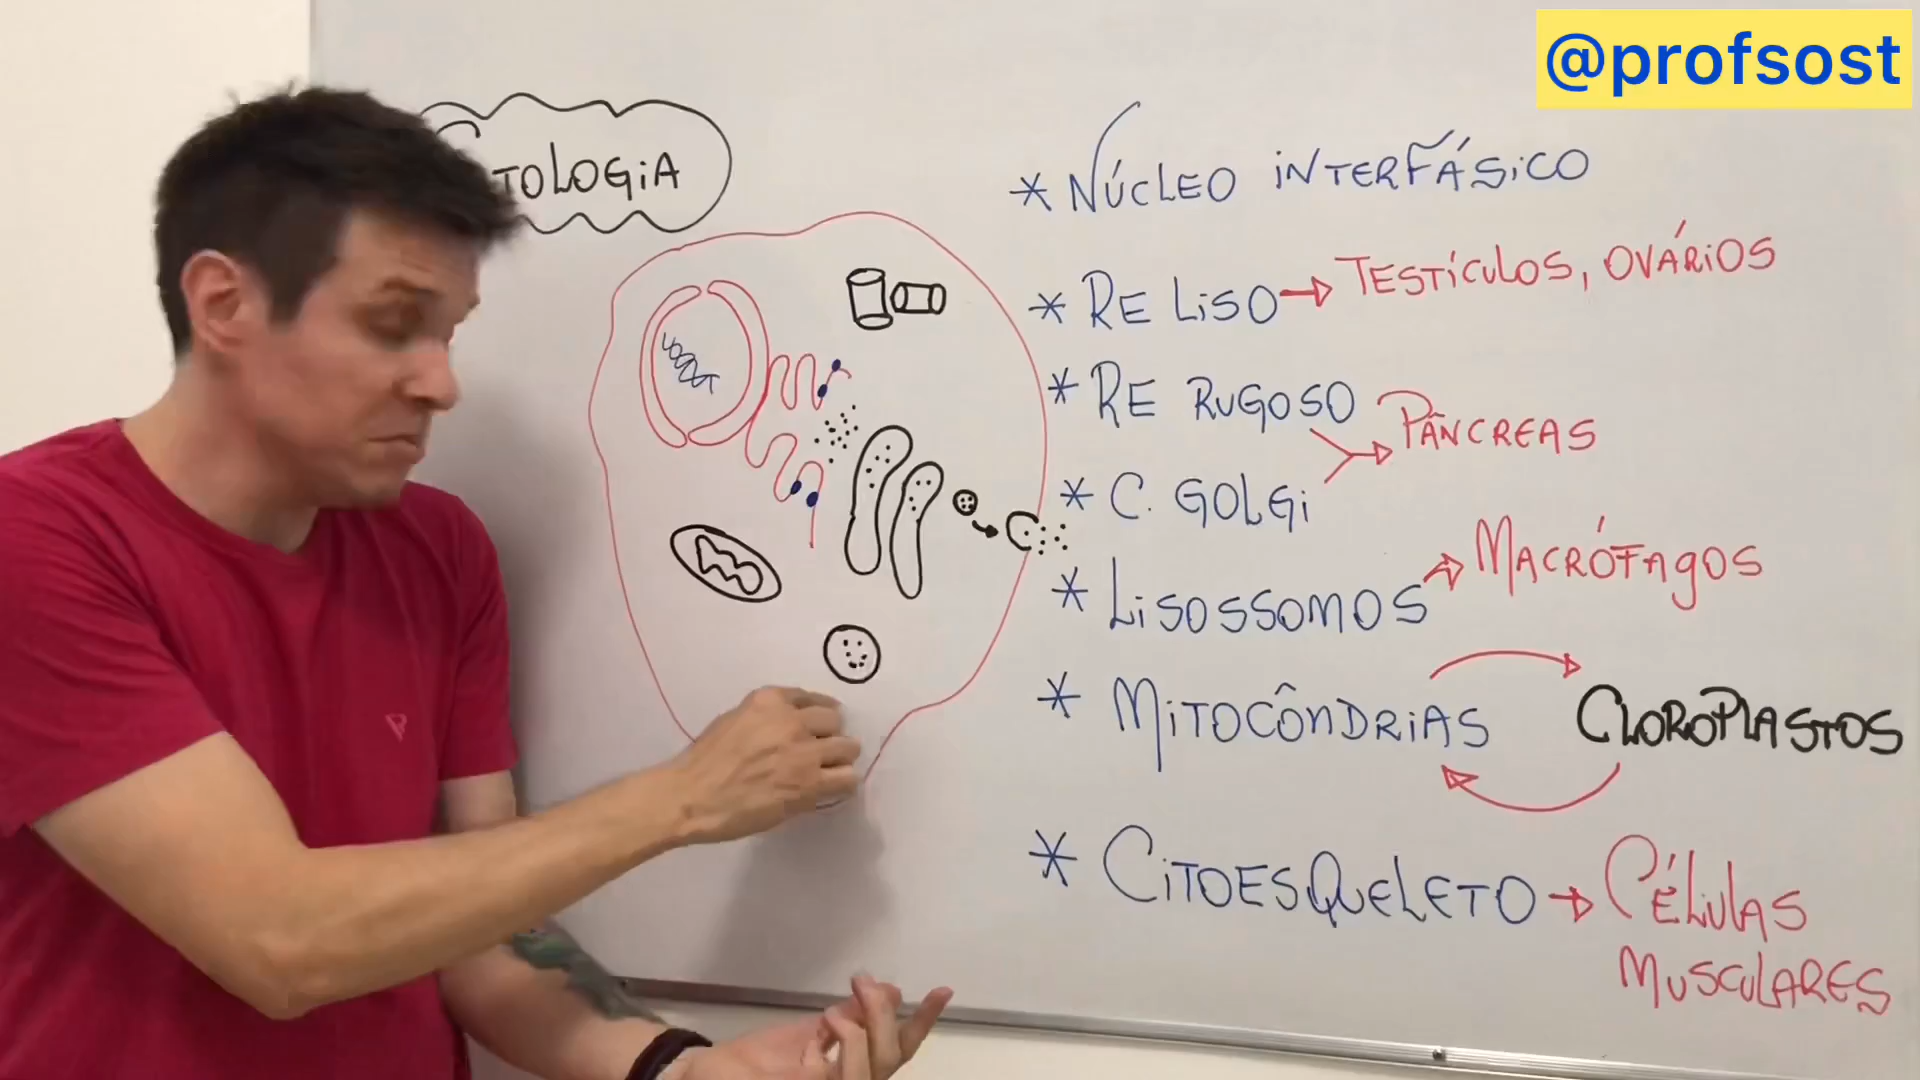 @profsost
TOLOGIA
* NÚCLEO INTERFÁSICO
* RE LISO → TESTÍCULOS, OVÁRIOS
* RE RUGOSO
→ PÂNCREAS
* C. GOLGI
* LISOSSOMOS → MACRÓFAGOS
* MITOCÔNDRIAS
CLOROPLASTOS
* CITOESQUELETO → CÉLULAS
MUSCULARES